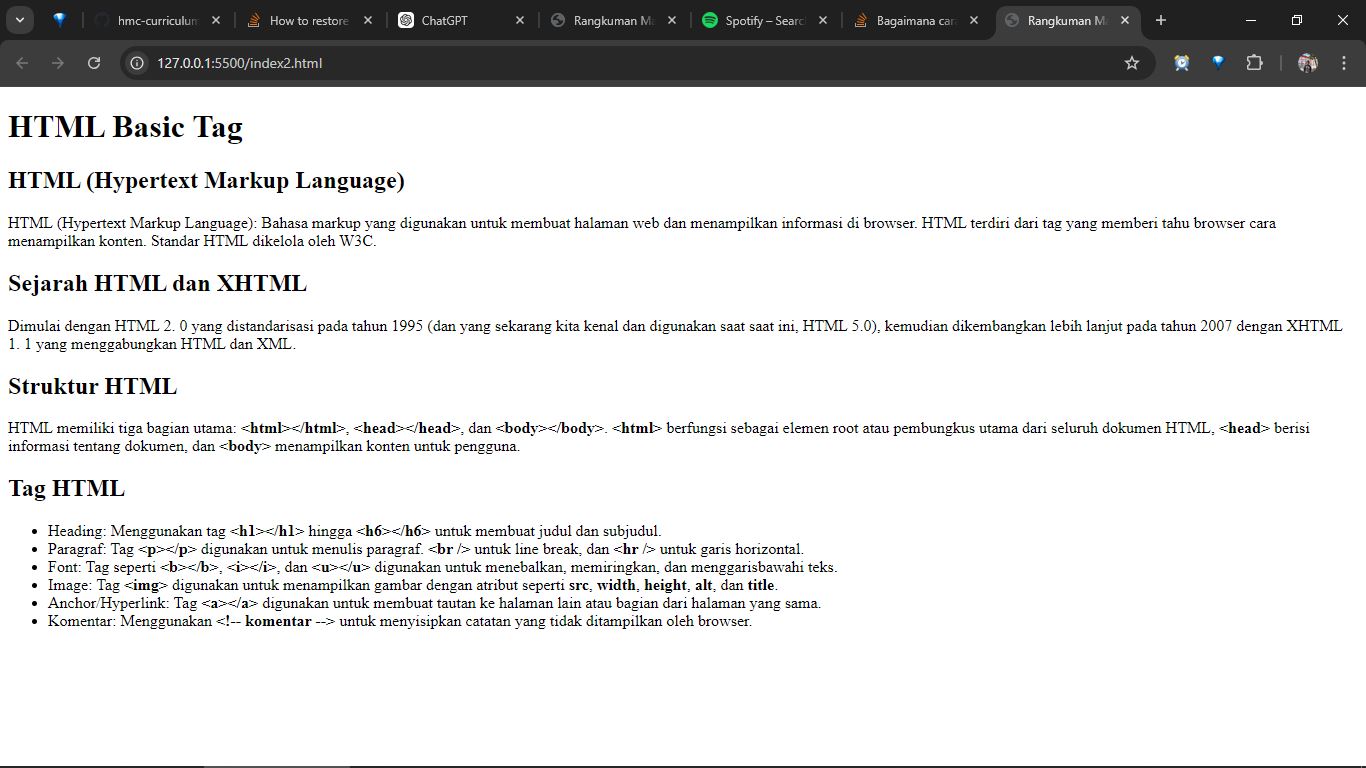 hmc-curriculum
How to restore
ChatGPT
Rangkuman Ma
Spotify – Searc
Bagaimana cara
Rangkuman Ma
127.0.0.1:5500/index2.html
HTML Basic Tag
HTML (Hypertext Markup Language)
HTML (Hypertext Markup Language): Bahasa markup yang digunakan untuk membuat halaman web dan menampilkan informasi di browser. HTML terdiri dari tag yang memberi tahu browser cara
menampilkan konten. Standar HTML dikelola oleh W3C.
Sejarah HTML dan XHTML
Dimulai dengan HTML 2. 0 yang distandarisasi pada tahun 1995 (dan yang sekarang kita kenal dan digunakan saat saat ini, HTML 5.0), kemudian dikembangkan lebih lanjut pada tahun 2007 dengan XHTML
1. 1 yang menggabungkan HTML dan XML.
Struktur HTML
HTML memiliki tiga bagian utama: <html></html>, <head></head>, dan <body></body>. <html> berfungsi sebagai elemen root atau pembungkus utama dari seluruh dokumen HTML, <head> berisi
informasi tentang dokumen, dan <body> menampilkan konten untuk pengguna.
Tag HTML
• Heading: Menggunakan tag <h1></h1> hingga <h6></h6> untuk membuat judul dan subjudul.
• Paragraf: Tag <p></p> digunakan untuk menulis paragraf. <br /> untuk line break, dan <hr /> untuk garis horizontal.
• Font: Tag seperti <b></b>, <i></i>, dan <u></u> digunakan untuk menebalkan, memiringkan, dan menggarisbawahi teks.
• Image: Tag <img> digunakan untuk menampilkan gambar dengan atribut seperti src, width, height, alt, dan title.
• Anchor/Hyperlink: Tag <a></a> digunakan untuk membuat tautan ke halaman lain atau bagian dari halaman yang sama.
• Komentar: Menggunakan <!-- komentar --> untuk menyisipkan catatan yang tidak ditampilkan oleh browser.